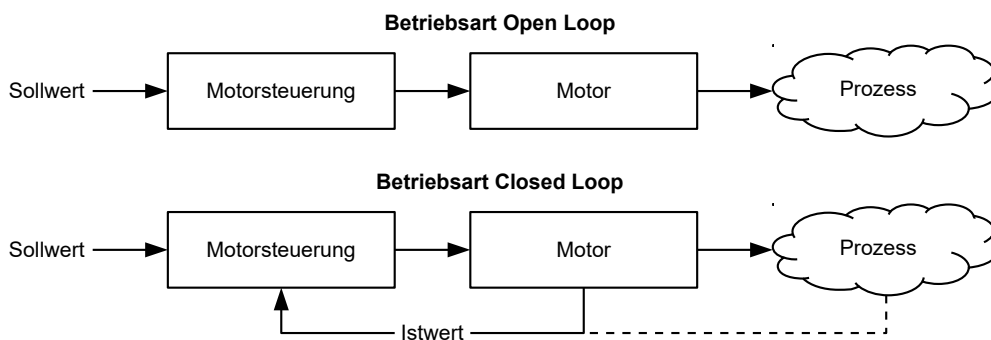 Betriebsart Open Loop
Sollwert
Motorsteuerung
Motor
Prozess
Betriebsart Closed Loop
Sollwert
Motorsteuerung
Motor
Prozess
Istwert